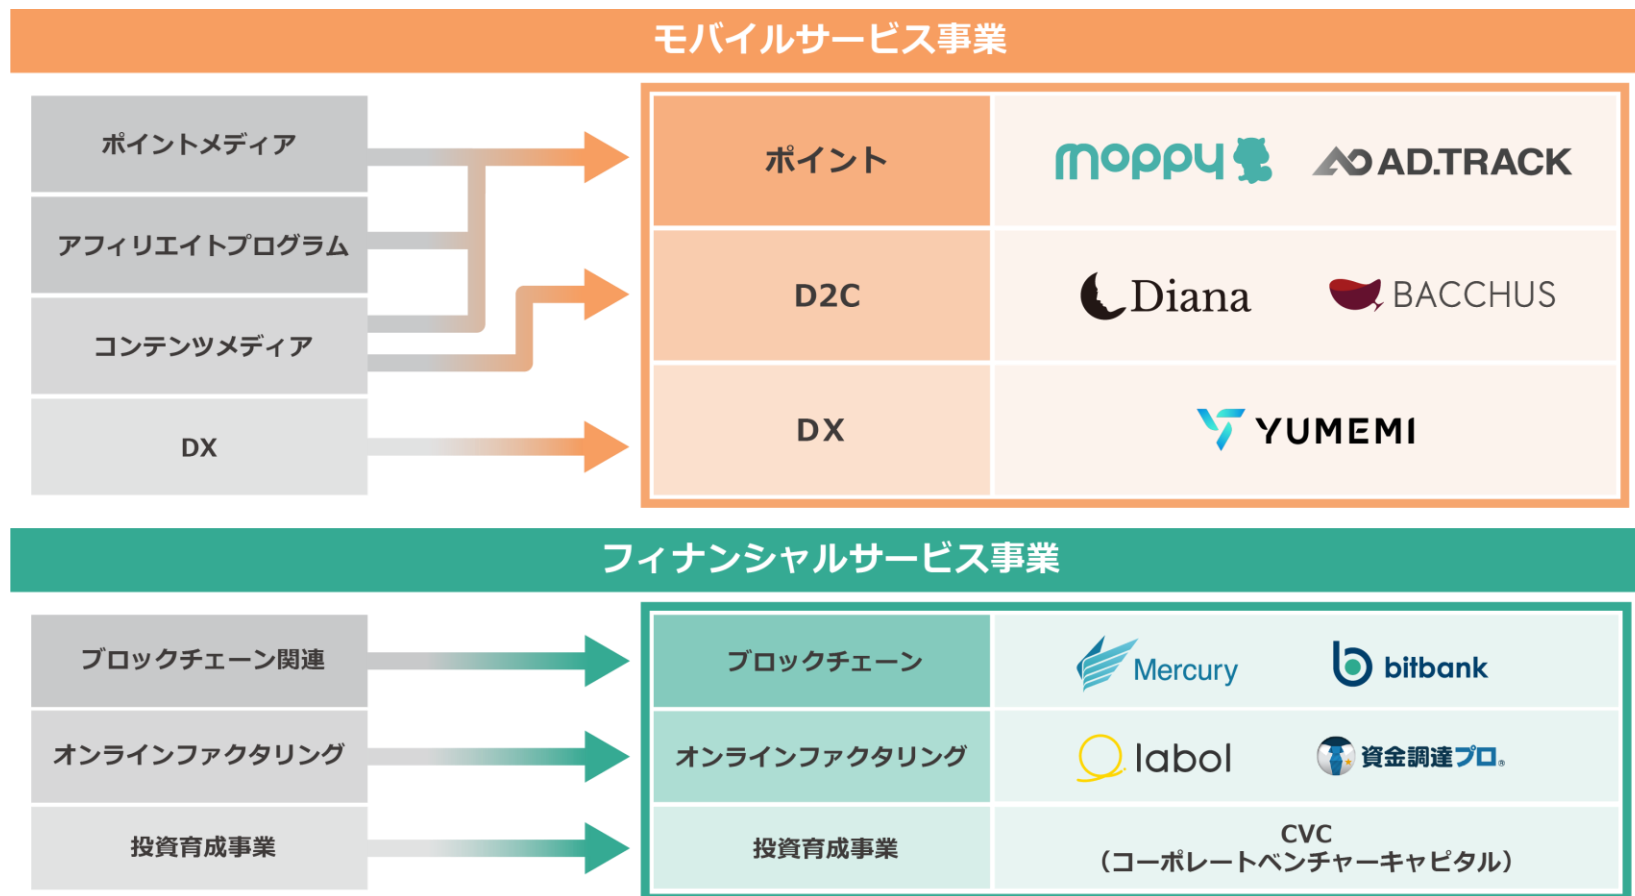 モバイルサービス事業
ポイントメディア
アフィリエイトプログラム
コンテンツメディア
DX
ポイント
moppy
AD.TRACK
D2C
Diana
BACCHUS
DX
YUMEMI
フィナンシャルサービス事業
ブロックチェーン関連
オンラインファクタリング
投資育成事業
ブロックチェーン
Mercury
bitbank
オンラインファクタリング
labol
資金調達プロ®
投資育成事業
CVC
（コーポレートベンチャーキャピタル）